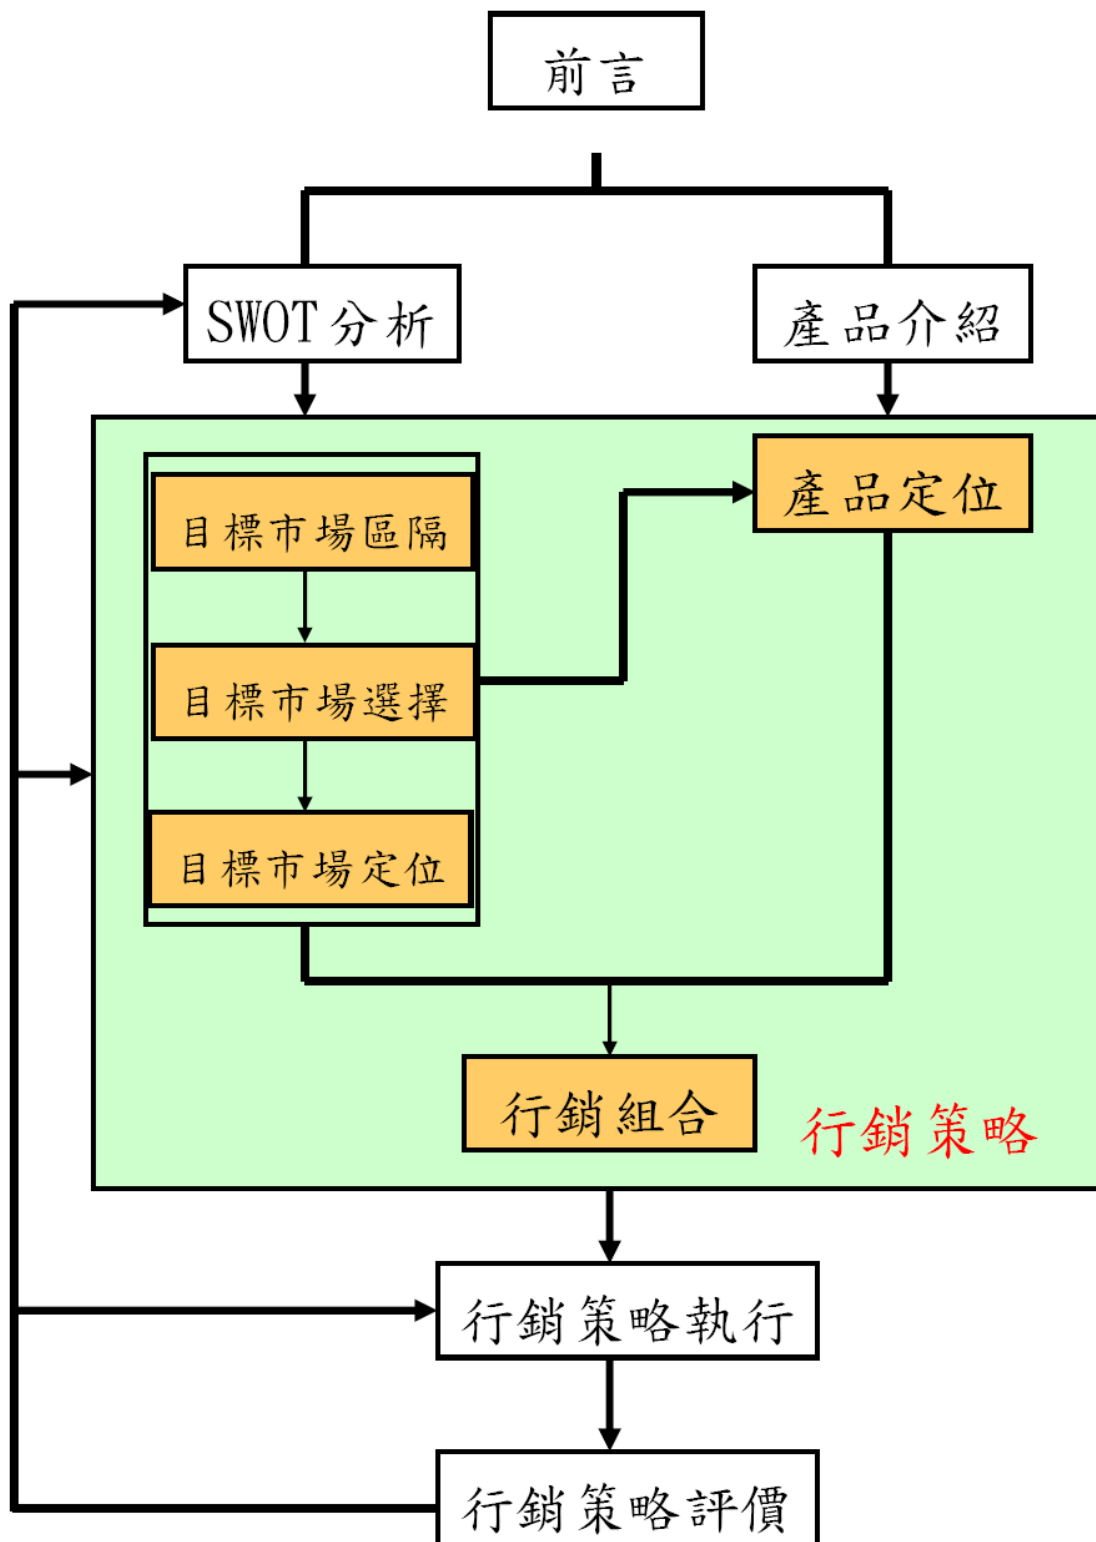 前言
SWOT分析
產品介紹
產品定位
目標市場區隔
目標市場選擇
目標市場定位
行銷組合
行銷策略
行銷策略執行
行銷策略評價